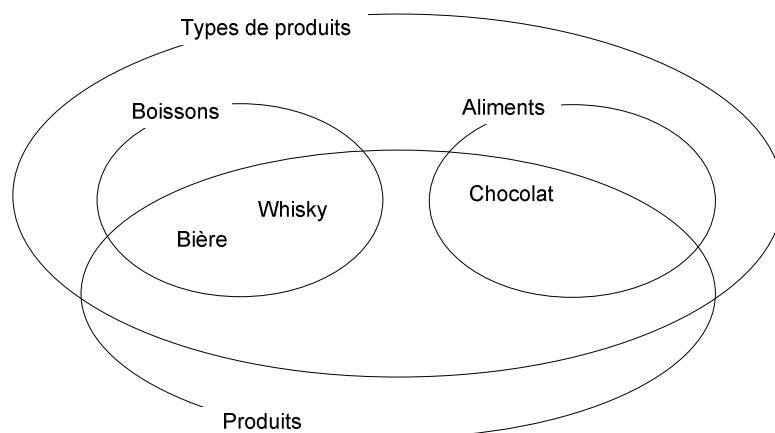 Types de produits
Boissons
Aliments
Chocolat
Whisky
Bière
Produits